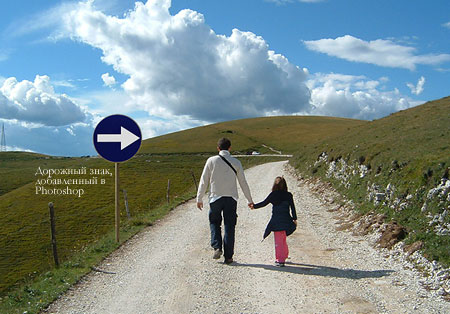 Дорожный знак,
добавленный в
Photoshop